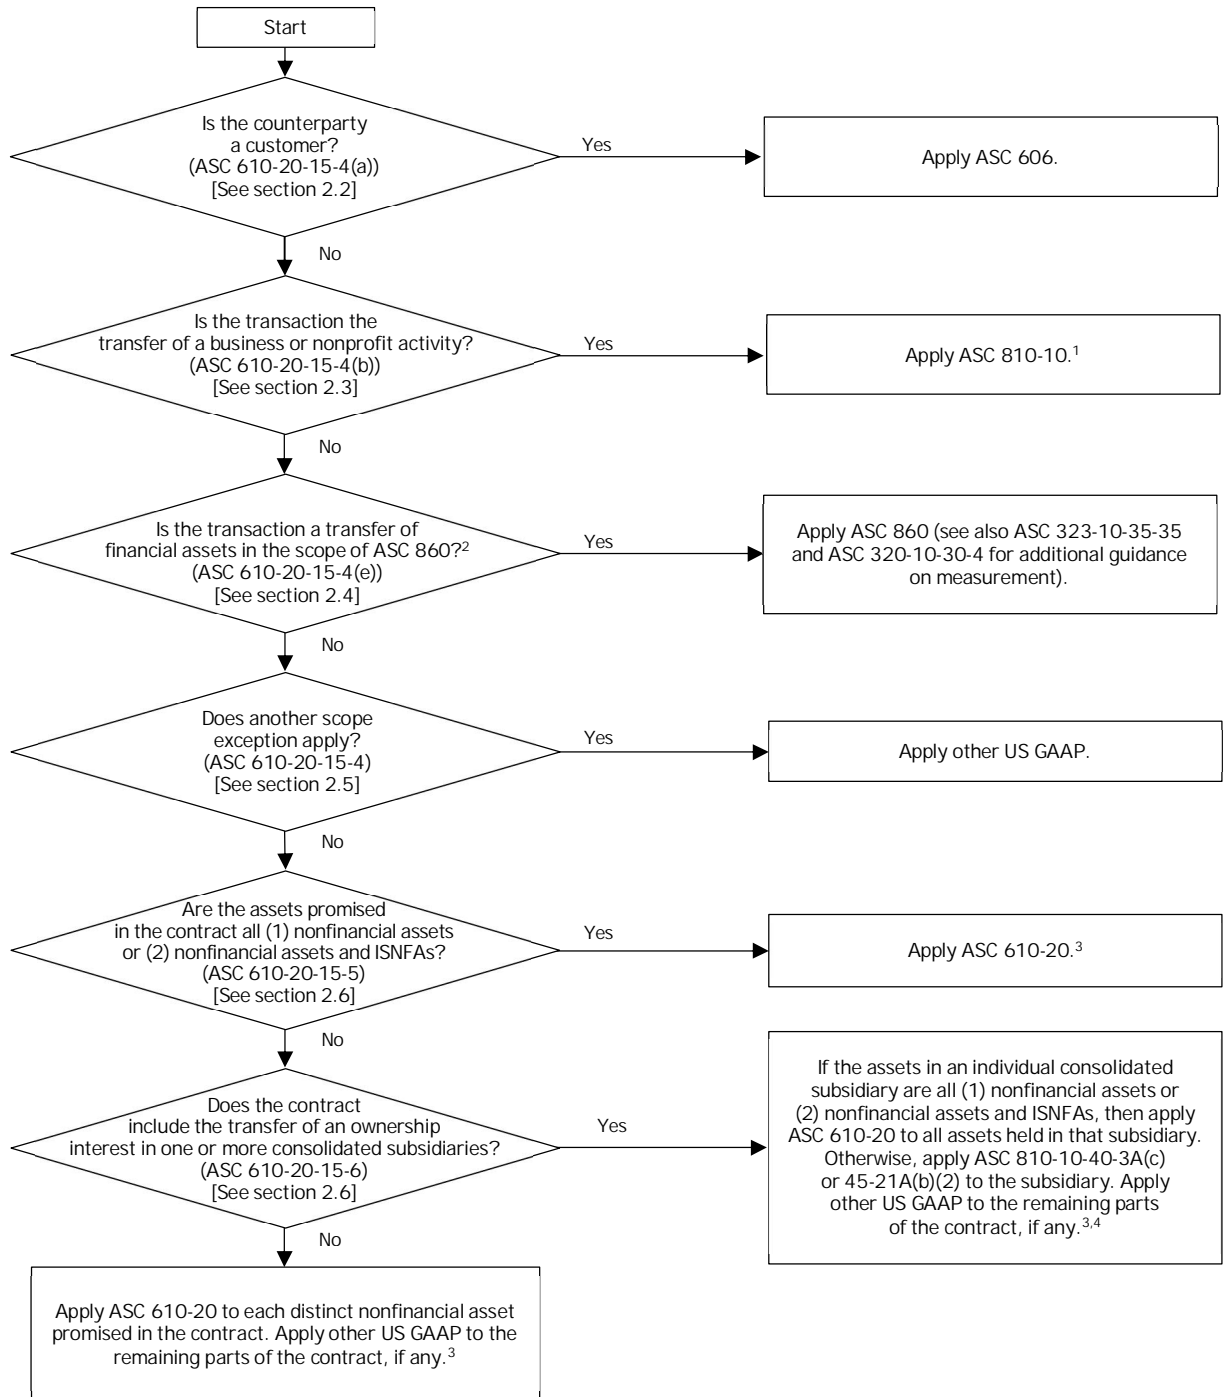 Start
Is the counterparty
a customer?
(ASC 610-20-15-4(a))
[See section 2.2]
Yes
Apply ASC 606.
No
Is the transaction the
transfer of a business or nonprofit activity?
(ASC 610-20-15-4(b))
[See section 2.3]
Yes
Apply ASC 810-10.¹
No
Is the transaction a transfer of
financial assets in the scope of ASC 860?²
(ASC 610-20-15-4(e))
[See section 2.4]
Yes
Apply ASC 860 (see also ASC 323-10-35-35
and ASC 320-10-30-4 for additional guidance
on measurement).
No
Does another scope
exception apply?
(ASC 610-20-15-4)
[See section 2.5]
Yes
Apply other US GAAP.
No
Are the assets promised
in the contract all (1) nonfinancial assets
or (2) nonfinancial assets and ISNFAs?
(ASC 610-20-15-5)
[See section 2.6]
Yes
Apply ASC 610-20.³
No
Does the contract
include the transfer of an ownership
interest in one or more consolidated subsidiaries?
(ASC 610-20-15-6)
[See section 2.6]
Yes
If the assets in an individual consolidated
subsidiary are all (1) nonfinancial assets or
(2) nonfinancial assets and ISNFAs, then apply
ASC 610-20 to all assets held in that subsidiary.
Otherwise, apply ASC 810-10-40-3A(c)
or 45-21A(b)(2) to the subsidiary. Apply
other US GAAP to the remaining parts
of the contract, if any.³,⁴
No
Apply ASC 610-20 to each distinct nonfinancial asset
promised in the contract. Apply other US GAAP to the
remaining parts of the contract, if any.³